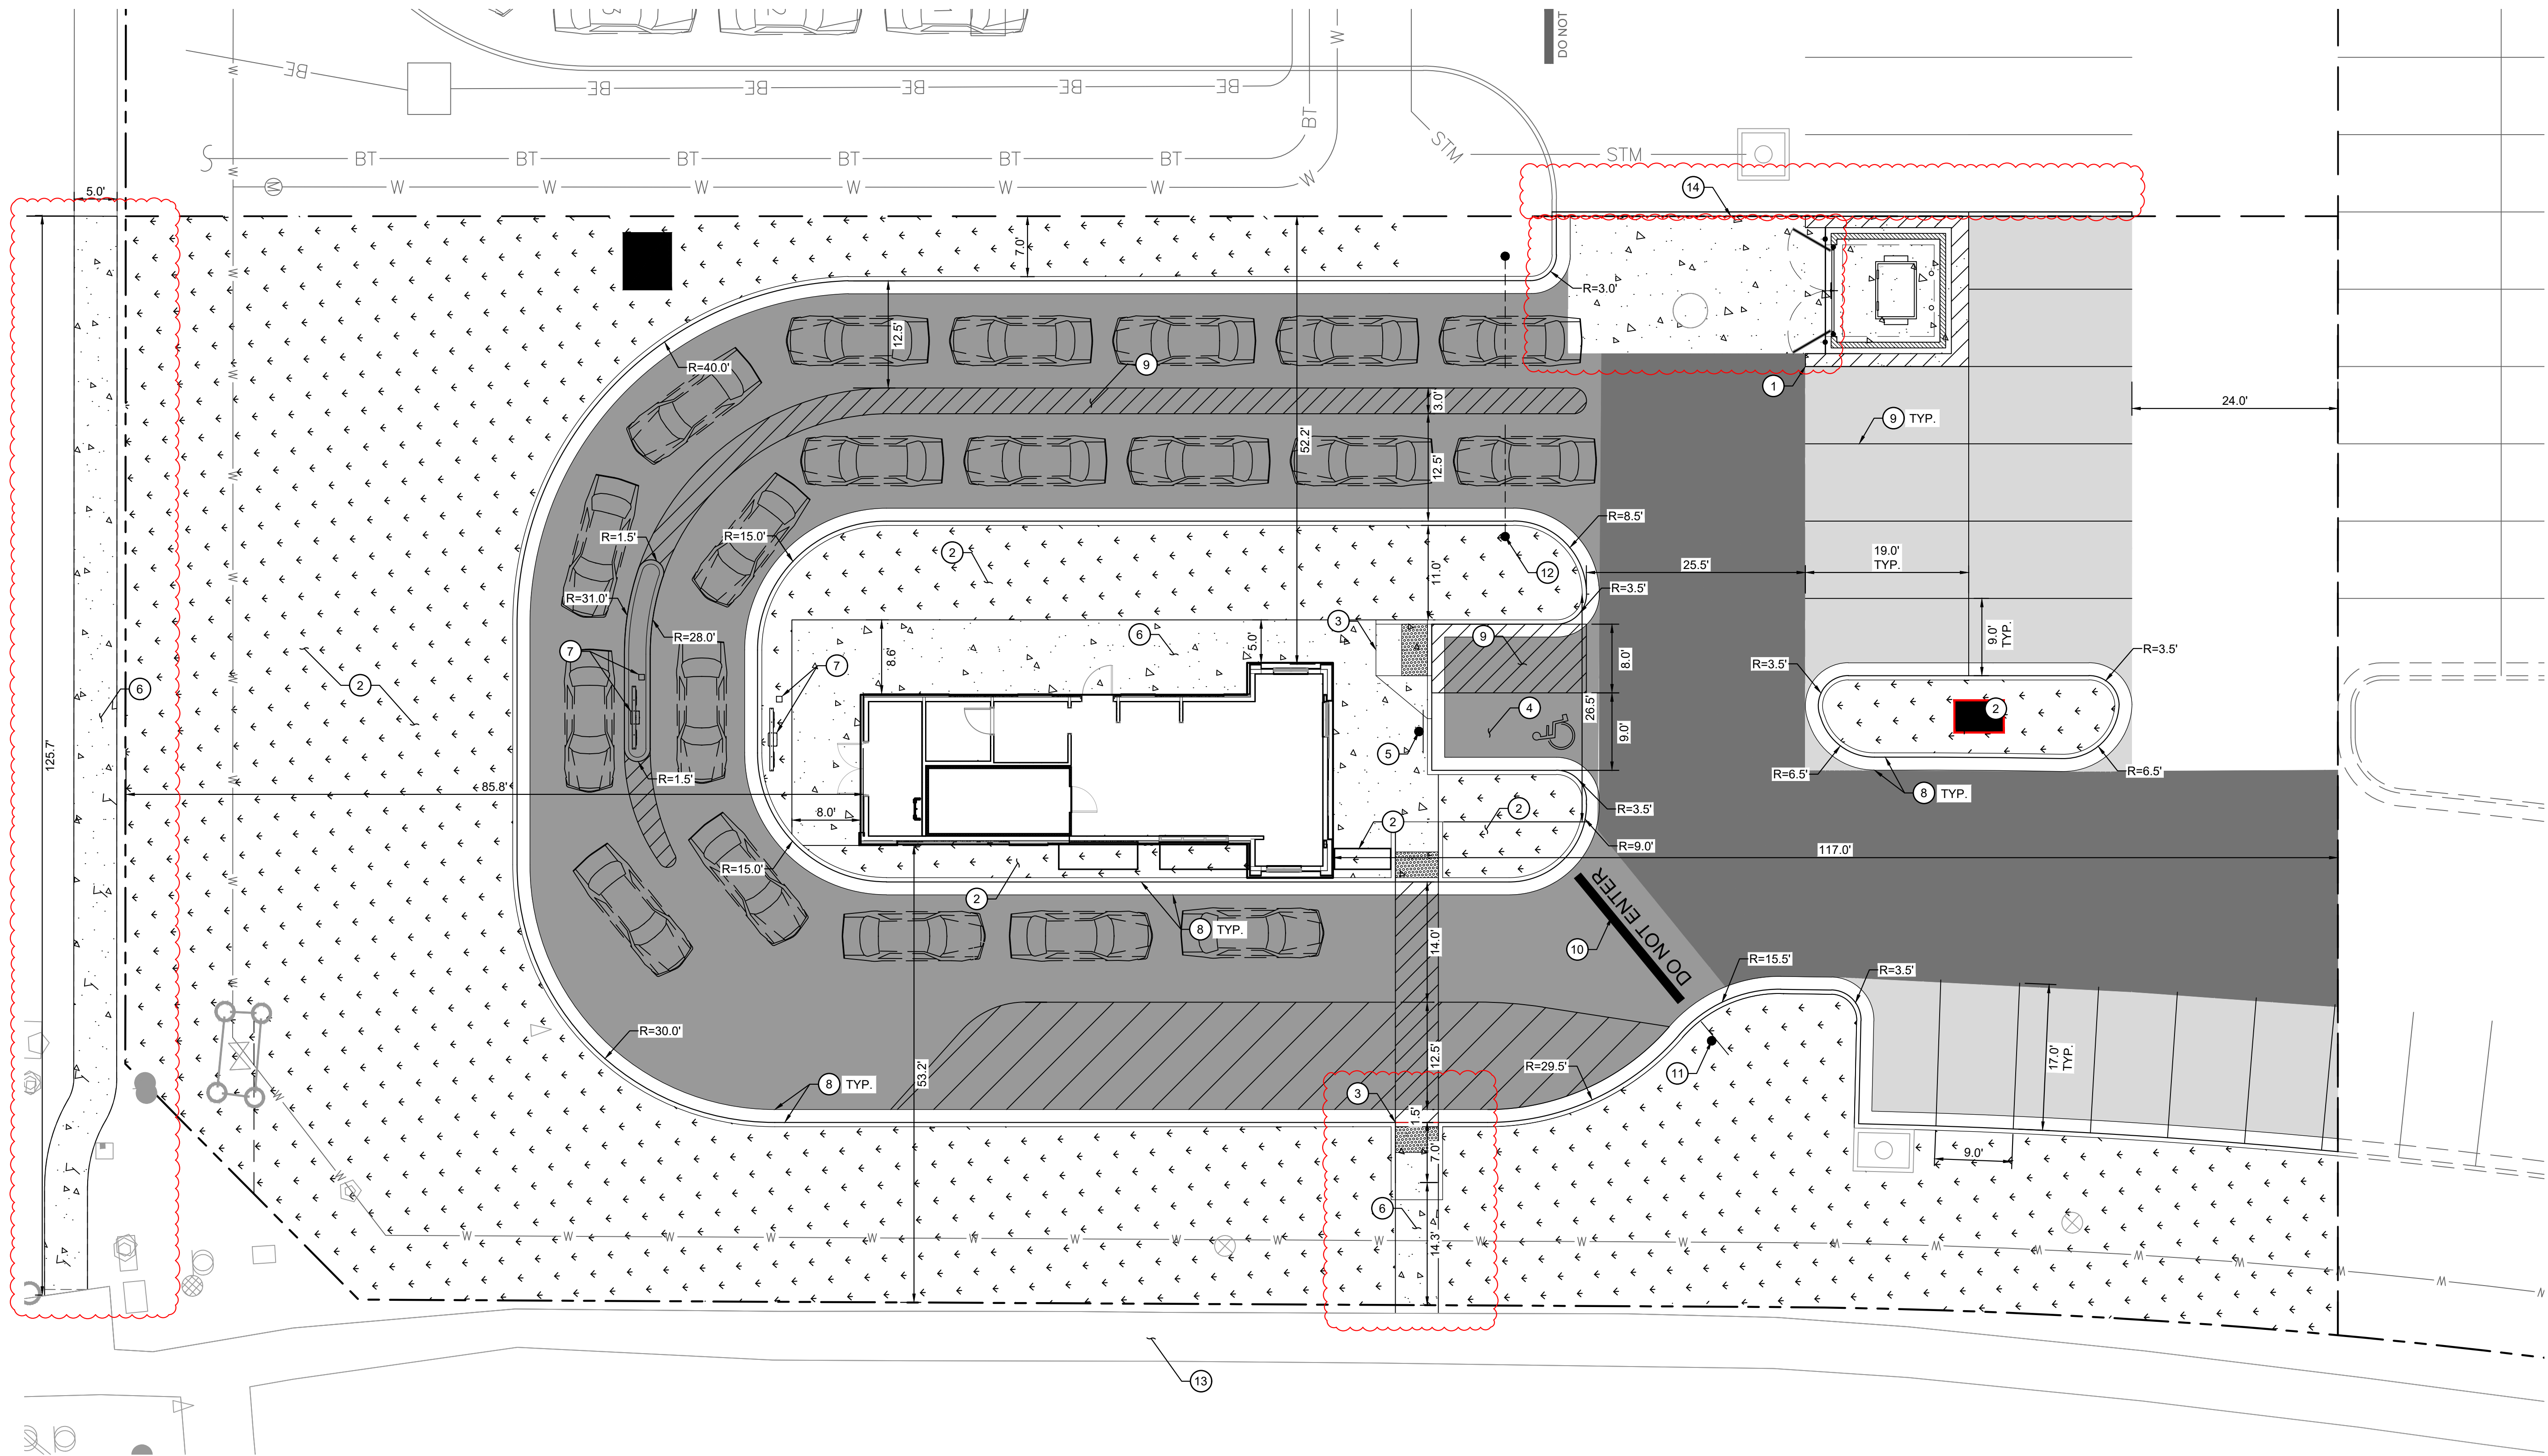 DO NOT
BE
BE BE BE BE BE
BT
W
STM
STM
BT BT BT BT BT BT
W W W W W W W
W
W
5.0'
14
7.0'
R=3.0'
12.5'
9
R=40.0'
1
3.0'
24.0'
9 TYP.
52.2'
12.5'
R=8.5'
R=1.5'
R=15.0'
2
11.0'
12
25.5'
19.0'
TYP.
R=31.0'
R=3.5'
3
R=28.0'
6
9
9.0'
TYP.
7
8.6'
5.0'
8.0'
R=3.5'
R=3.5'
7
6
2
4
26.5'
2
125.7'
5
9.0'
R=1.5'
R=6.5'
R=6.5'
85.8'
8 TYP.
8.0'
2
2
R=3.5'
R=9.0'
117.0'
R=15.0'
2
DO NOT ENTER
8 TYP.
14.0'
10
R=15.5'
R=3.5'
R=30.0'
53.2'
12.5'
R=29.5'
11
17.0'
TYP.
8 TYP.
3
1.5'
7.0'
9.0'
6
14.3'
W W W W W W W W W W W W W W W W W W W W W
13